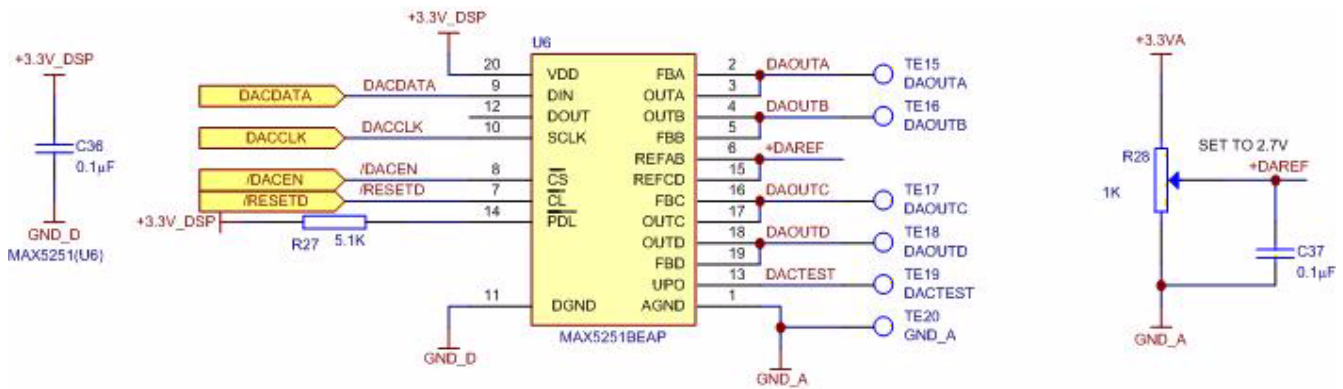 +3.3V_DSP
C36
0.1µF
GND_D
MAX5251(U6)
+3.3V_DSP
U6
DACDATA DACDATA 9 DIN
20 VDD
12 DOUT
DACCLK DACCLK 10 SCLK
/DACEN /DACEN 8 CS
/RESETD /RESETD 7 CL
+3.3V_DSP R27 5.1K 14 PDL
11 DGND
GND_D
FBA 2 DAOUTA TE15
OUTA 3 DAOUTA
OUTB 4 DAOUTB TE16
FBB 5 DAOUTB
REFAB 6 +DAREF
REFCD 15
FBC 16 DAOUTC TE17
OUTC 17 DAOUTC
OUTD 18 DAOUTD TE18
FBD 19 DAOUTD
UPO 13 DACTEST TE19
DACTEST
AGND 1
TE20
GND_A
MAX5251BEAP
GND_A
+3.3VA
R28
1K
SET TO 2.7V
+DAREF
C37
0.1µF
GND_A